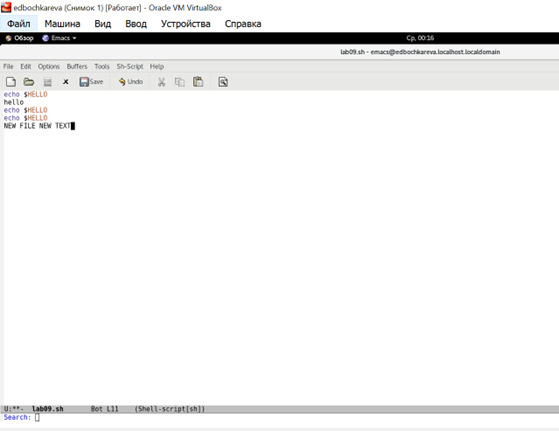 edbochkareva (Снимок 1) [Работает] - Oracle VM VirtualBox
Файл Машина Вид Ввод Устройства Справка
Обзор Emacs Ср, 00:16
lab09.sh - emacs@edbochkareva.localhost.localdomain
File Edit Options Buffers Tools Sh-Script Help
Save Undo
echo $HELLO
hello
echo $HELLO
echo $HELLO
NEW FILE NEW TEXT
U:**- lab09.sh Bot L11 (Shell-script[sh])
Search: